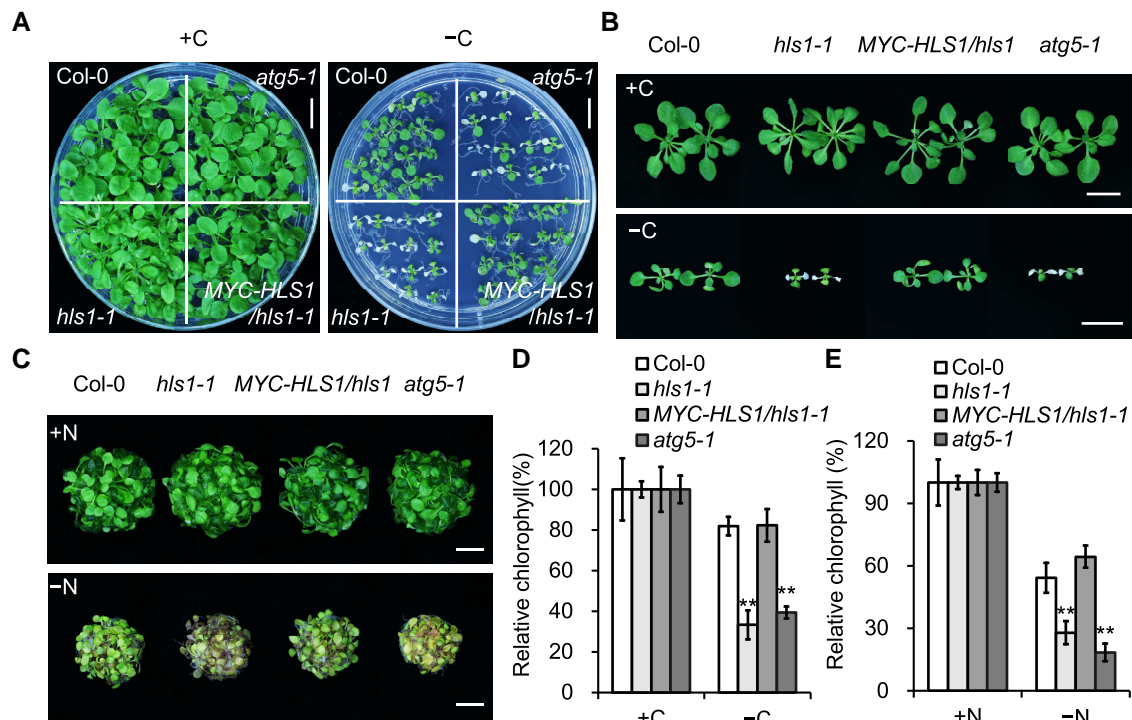 A
+C
−C
Col-0
atg5-1
hls1-1
MYC-HLS1
/hls1-1
Col-0
atg5-1
hls1-1
MYC-HLS1
/hls1-1
B
Col-0 hls1-1 MYC-HLS1/hls1 atg5-1
+C
−C
C
Col-0 hls1-1 MYC-HLS1/hls1 atg5-1
+N
−N
D
Col-0
hls1-1
MYC-HLS1/hls1-1
atg5-1
Relative chlorophyll(%)
120
100
80
60
40
20
0
**
**
+C
−C
E
Col-0
hls1-1
MYC-HLS1/hls1-1
atg5-1
Relative chlorophyll (%)
120
90
60
30
0
**
**
+N
−N